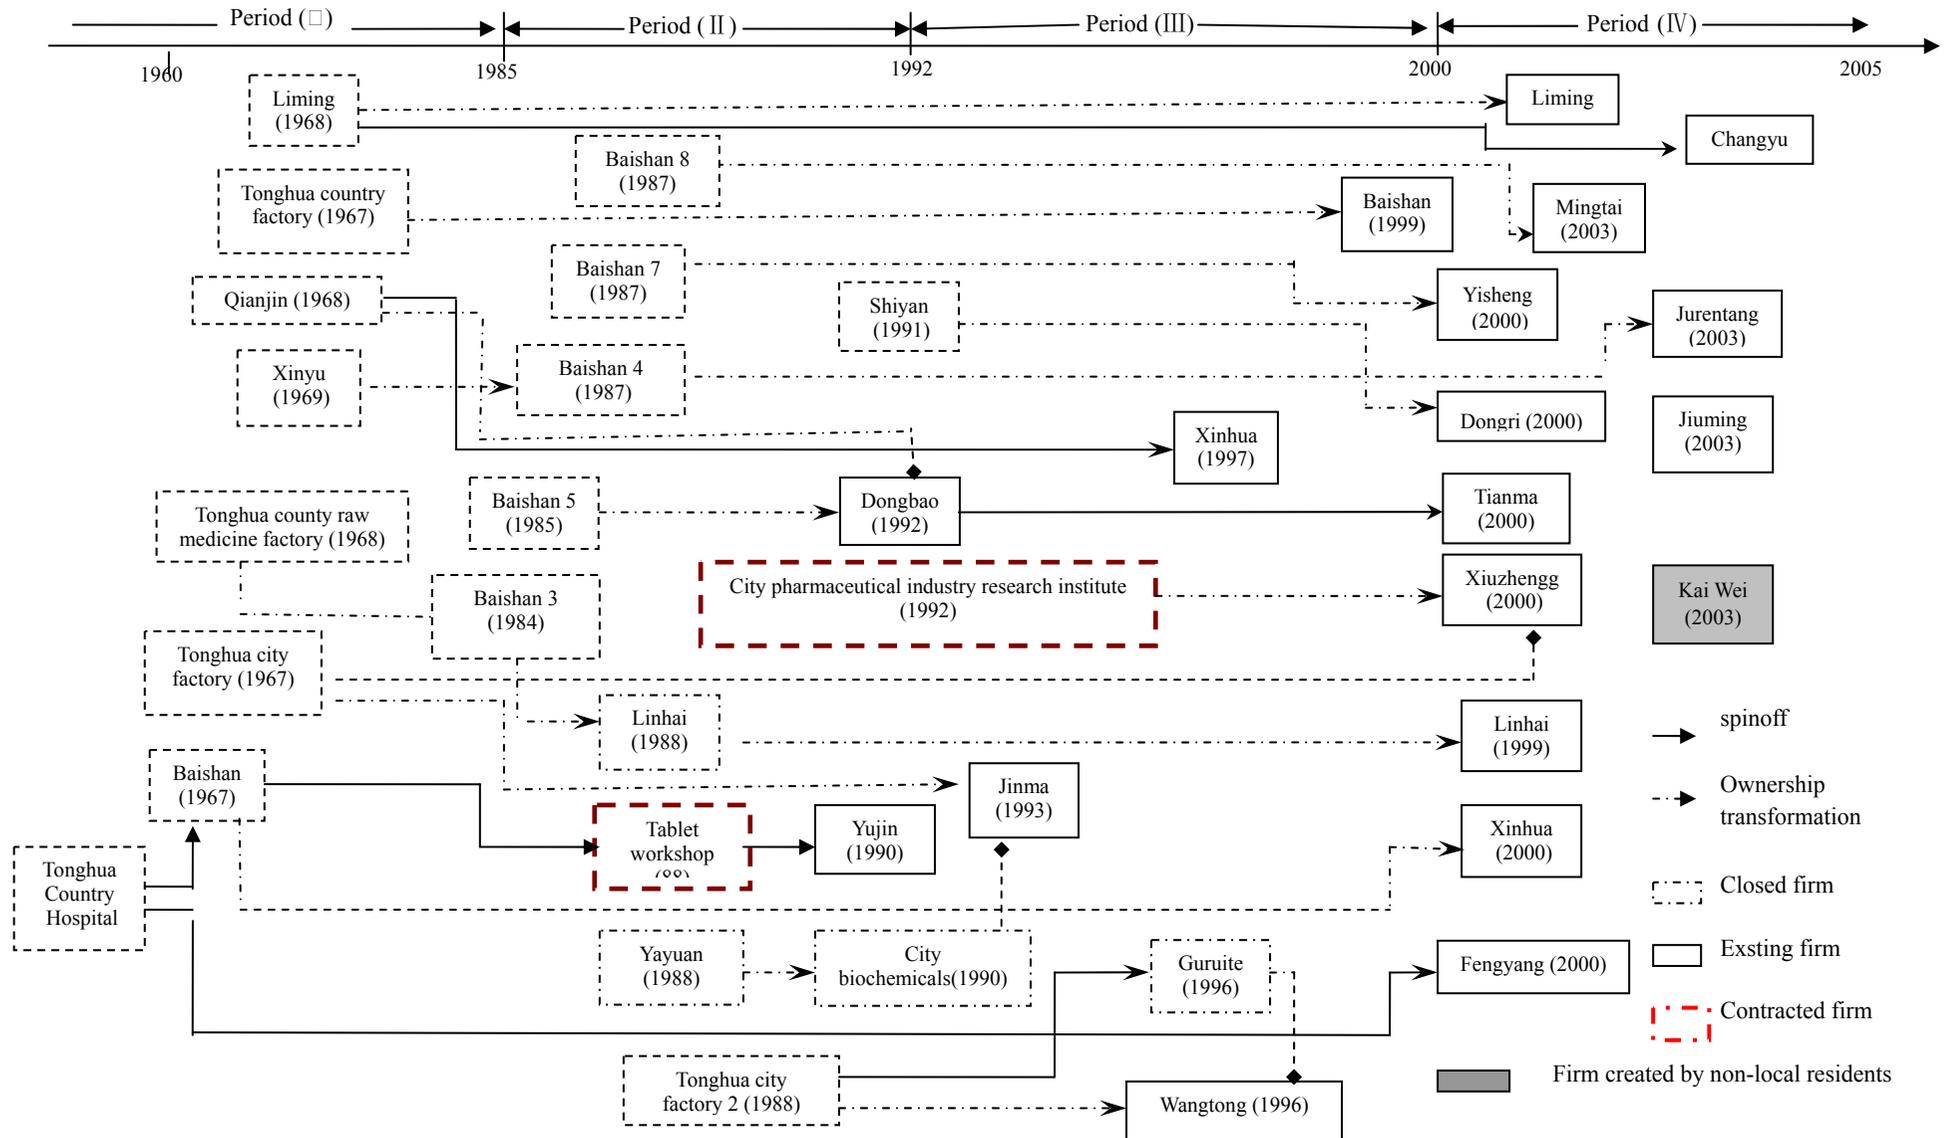 Period (□)
Period (Ⅱ)
Period (Ⅲ)
Period (Ⅳ)
1960
1985
1992
2000
2005
Liming
(1968)
Liming
Changyu
Baishan 8
(1987)
Tonghua country
factory (1967)
Baishan
(1999)
Mingtai
(2003)
Baishan 7
(1987)
Qianjin (1968)
Shiyan
(1991)
Yisheng
(2000)
Jurentang
(2003)
Xinyu
(1969)
Baishan 4
(1987)
Dongri (2000)
Jiuming
(2003)
Xinhua
(1997)
Baishan 5
(1985)
Dongbao
(1992)
Tianma
(2000)
Tonghua county raw
medicine factory (1968)
City pharmaceutical industry research institute
(1992)
Xiuzhengg
(2000)
Kai Wei
(2003)
Baishan 3
(1984)
Tonghua city
factory (1967)
Linhai
(1988)
Linhai
(1999)
spinoff
Baishan
(1967)
Jinma
(1993)
Ownership
transformation
Tablet
workshop
(88)
Yujin
(1990)
Xinhua
(2000)
Tonghua
Country
Hospital
Closed firm
Yayuan
(1988)
City
biochemicals(1990)
Guruite
(1996)
Fengyang (2000)
Exsting firm
Contracted firm
Tonghua city
factory 2 (1988)
Wangtong (1996)
Firm created by non-local residents